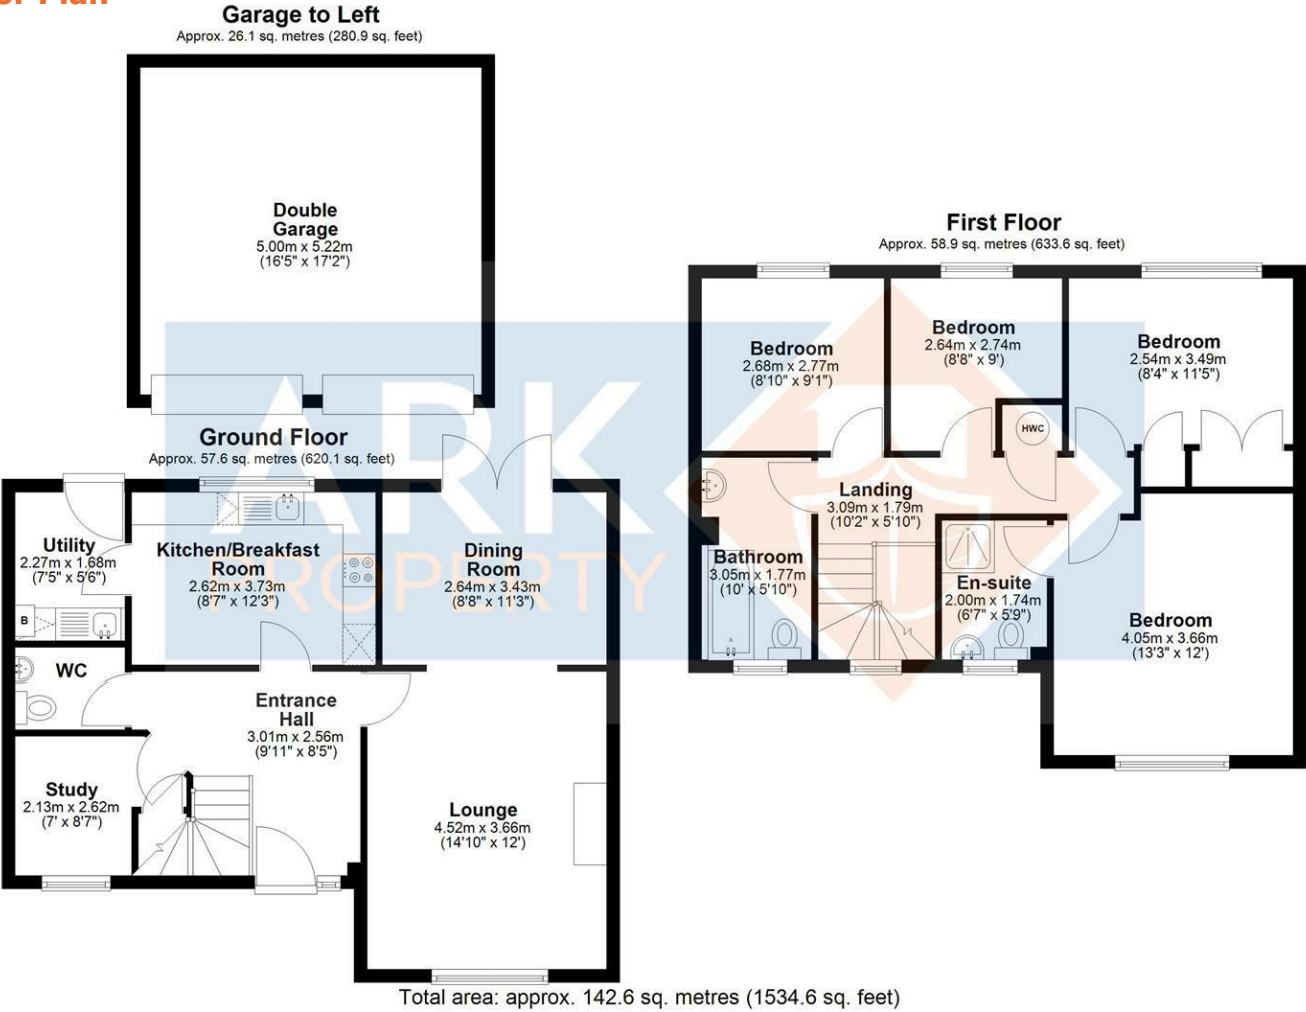 Garage to Left
Approx. 26.1 sq. metres (280.9 sq. feet)
Double
Garage
5.00m x 5.22m
(16'5" x 17'2")
Ground Floor
Approx. 57.6 sq. metres (620.1 sq. feet)
Utility
2.27m x 1.68m
(7'5" x 5'6")
B
Kitchen/Breakfast
Room
2.62m x 3.73m
(8'7" x 12'3")
Dining
Room
2.64m x 3.43m
(8'8" x 11'3")
WC
Entrance
Hall
3.01m x 2.56m
(9'11" x 8'5")
Study
2.13m x 2.62m
(7' x 8'7")
Lounge
4.52m x 3.66m
(14'10" x 12')
First Floor
Approx. 58.9 sq. metres (633.6 sq. feet)
Bedroom
2.68m x 2.77m
(8'10" x 9'1")
Bedroom
2.64m x 2.74m
(8'8" x 9')
Bedroom
2.54m x 3.49m
(8'4" x 11'5")
HWC
Landing
3.09m x 1.79m
(10'2" x 5'10")
Bathroom
3.05m x 1.77m
(10' x 5'10")
En-suite
2.00m x 1.74m
(6'7" x 5'9")
Bedroom
4.05m x 3.66m
(13'3" x 12')
ARK
PROPERTY
Total area: approx. 142.6 sq. metres (1534.6 sq. feet)